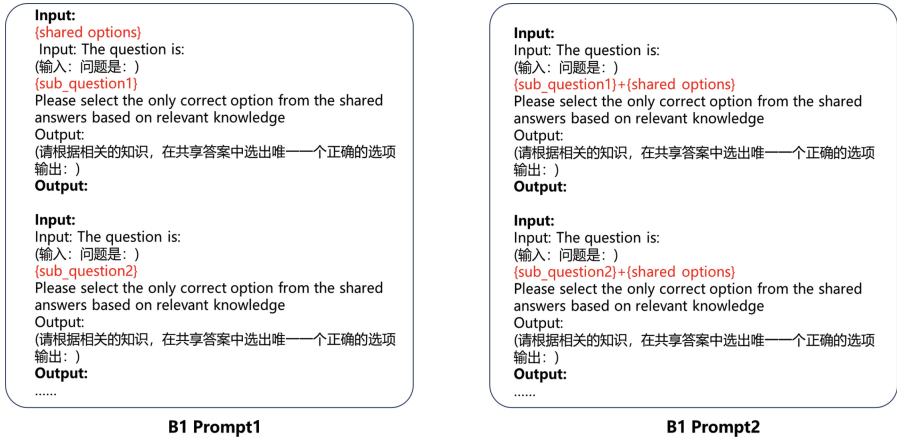 Input:
{shared options}
Input: The question is:
(输入：问题是：)
{sub_question1}
Please select the only correct option from the shared
answers based on relevant knowledge
Output:
(请根据相关的知识，在共享答案中选出唯一一个正确的选项
输出：)
Output:
Input:
Input: The question is:
(输入：问题是：)
{sub_question2}
Please select the only correct option from the shared
answers based on relevant knowledge
Output:
(请根据相关的知识，在共享答案中选出唯一一个正确的选项
输出：)
Output:
......
B1 Prompt1
Input:
Input: The question is:
(输入：问题是：)
{sub_question1}+{shared options}
Please select the only correct option from the shared
answers based on relevant knowledge
Output:
(请根据相关的知识，在共享答案中选出唯一一个正确的选项
输出：)
Output:
Input:
Input: The question is:
(输入：问题是：)
{sub_question2}+{shared options}
Please select the only correct option from the shared
answers based on relevant knowledge
Output:
(请根据相关的知识，在共享答案中选出唯一一个正确的选项
输出：)
Output:
......
B1 Prompt2